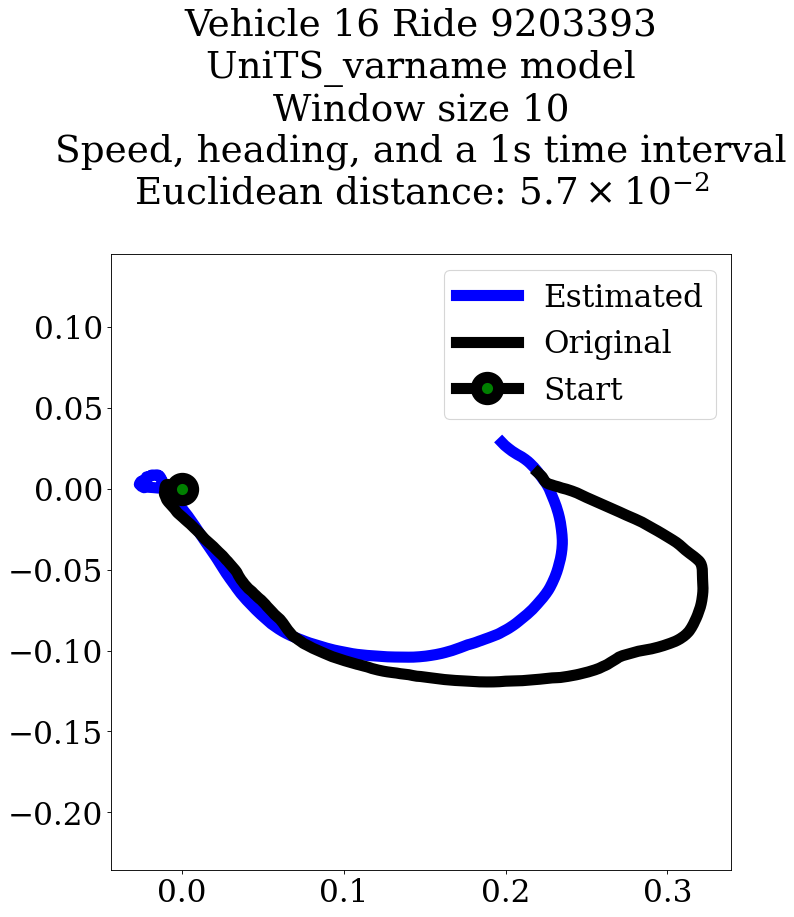 Vehicle 16 Ride 9203393
UniTS_varname model
Window size 10
Speed, heading, and a 1s time interval
Euclidean distance: 5.7 × 10⁻²
Estimated
Original
Start
0.10
0.05
0.00
−0.05
−0.10
−0.15
−0.20
0.0 0.1 0.2 0.3